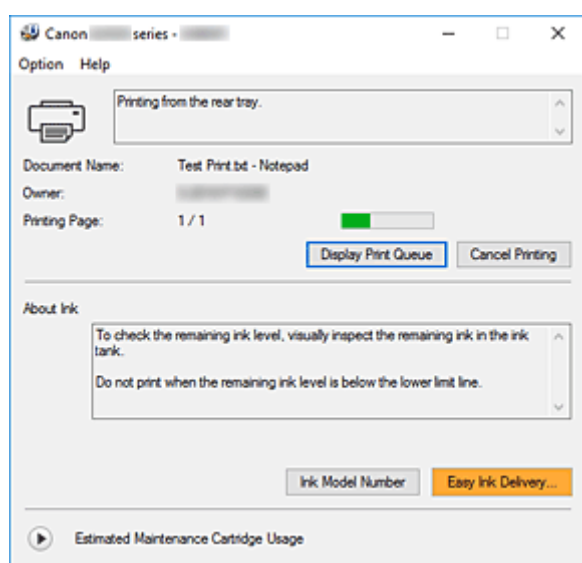 Canon series -
Option Help
Printing from the rear tray.
Document Name: Test Print.txt - Notepad
Owner:
Printing Page: 1 / 1
Display Print Queue Cancel Printing
About Ink
To check the remaining ink level, visually inspect the remaining ink in the ink
tank.
Do not print when the remaining ink level is below the lower limit line.
Ink Model Number Easy Ink Delivery...
Estimated Maintenance Cartridge Usage